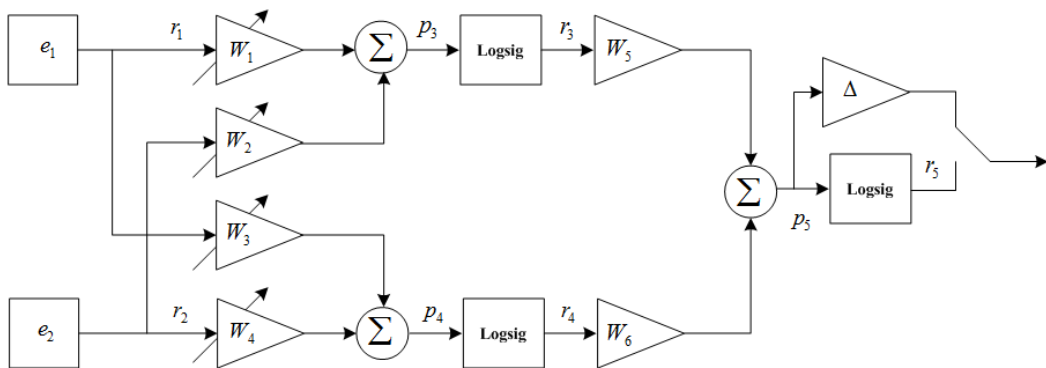 e₁ r₁ W₁ Σ p₃ Logsig r₃ W₅
W₂
Δ
Σ p₅ Logsig r₅
W₃
e₂ r₂ W₄ Σ p₄ Logsig r₄ W₆